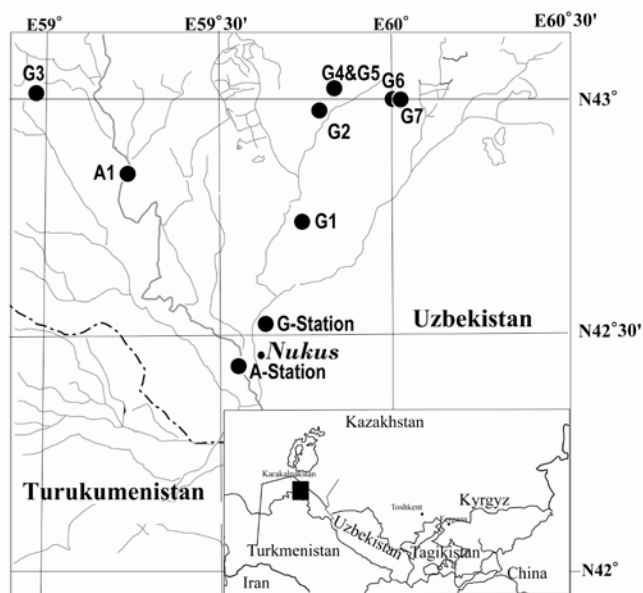 E59° E59°30' E60° E60°30'
G3
G4&G5
G6
G7
N43°
G2
A1
G1
G-Station
Uzbekistan
N42°30'
Nukus
A-Station
Kazakhstan
Karakalpakstan
Turukumenistan
Toshkent
Kyrgyz
Uzbekistan
Tagikistan
Turkmenistan
China
Iran
N42°